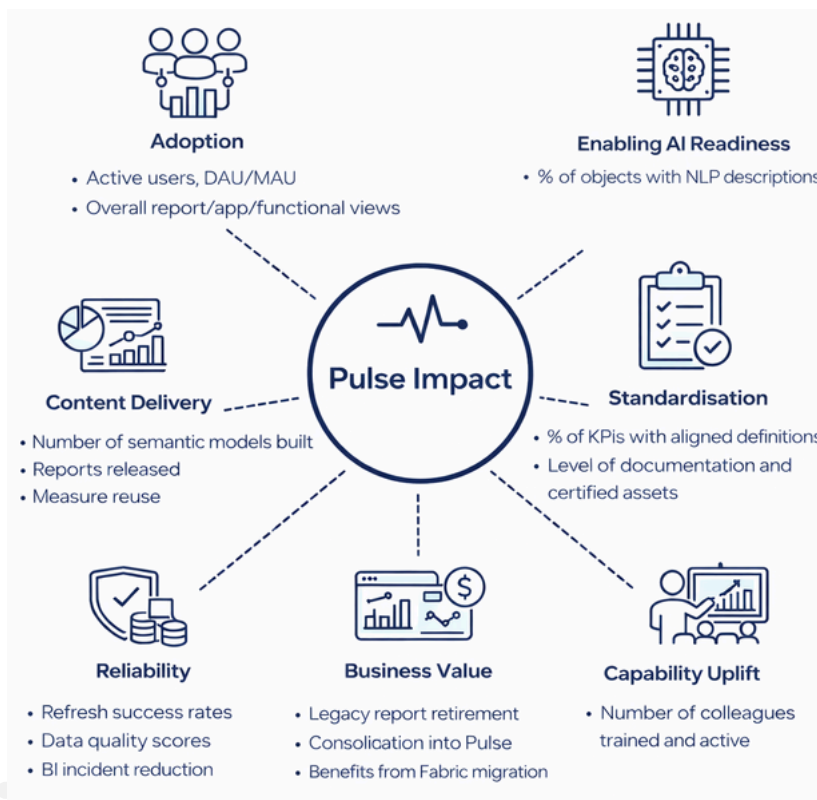 Adoption
• Active users, DAU/MAU
• Overall report/app/functional views
Enabling AI Readiness
• % of objects with NLP descriptions
Pulse Impact
Content Delivery
• Number of semantic models built
• Reports released
• Measure reuse
Standardisation
• % of KPis with aligned definitions
• Level of documentation and
certified assets
Reliability
• Refresh success rates
• Data quality scores
• BI incident reduction
$
Business Value
• Legacy report retirement
• Consolication into Pulse
• Benefits from Fabric migration
Capability Uplift
• Number of colleagues
trained and active